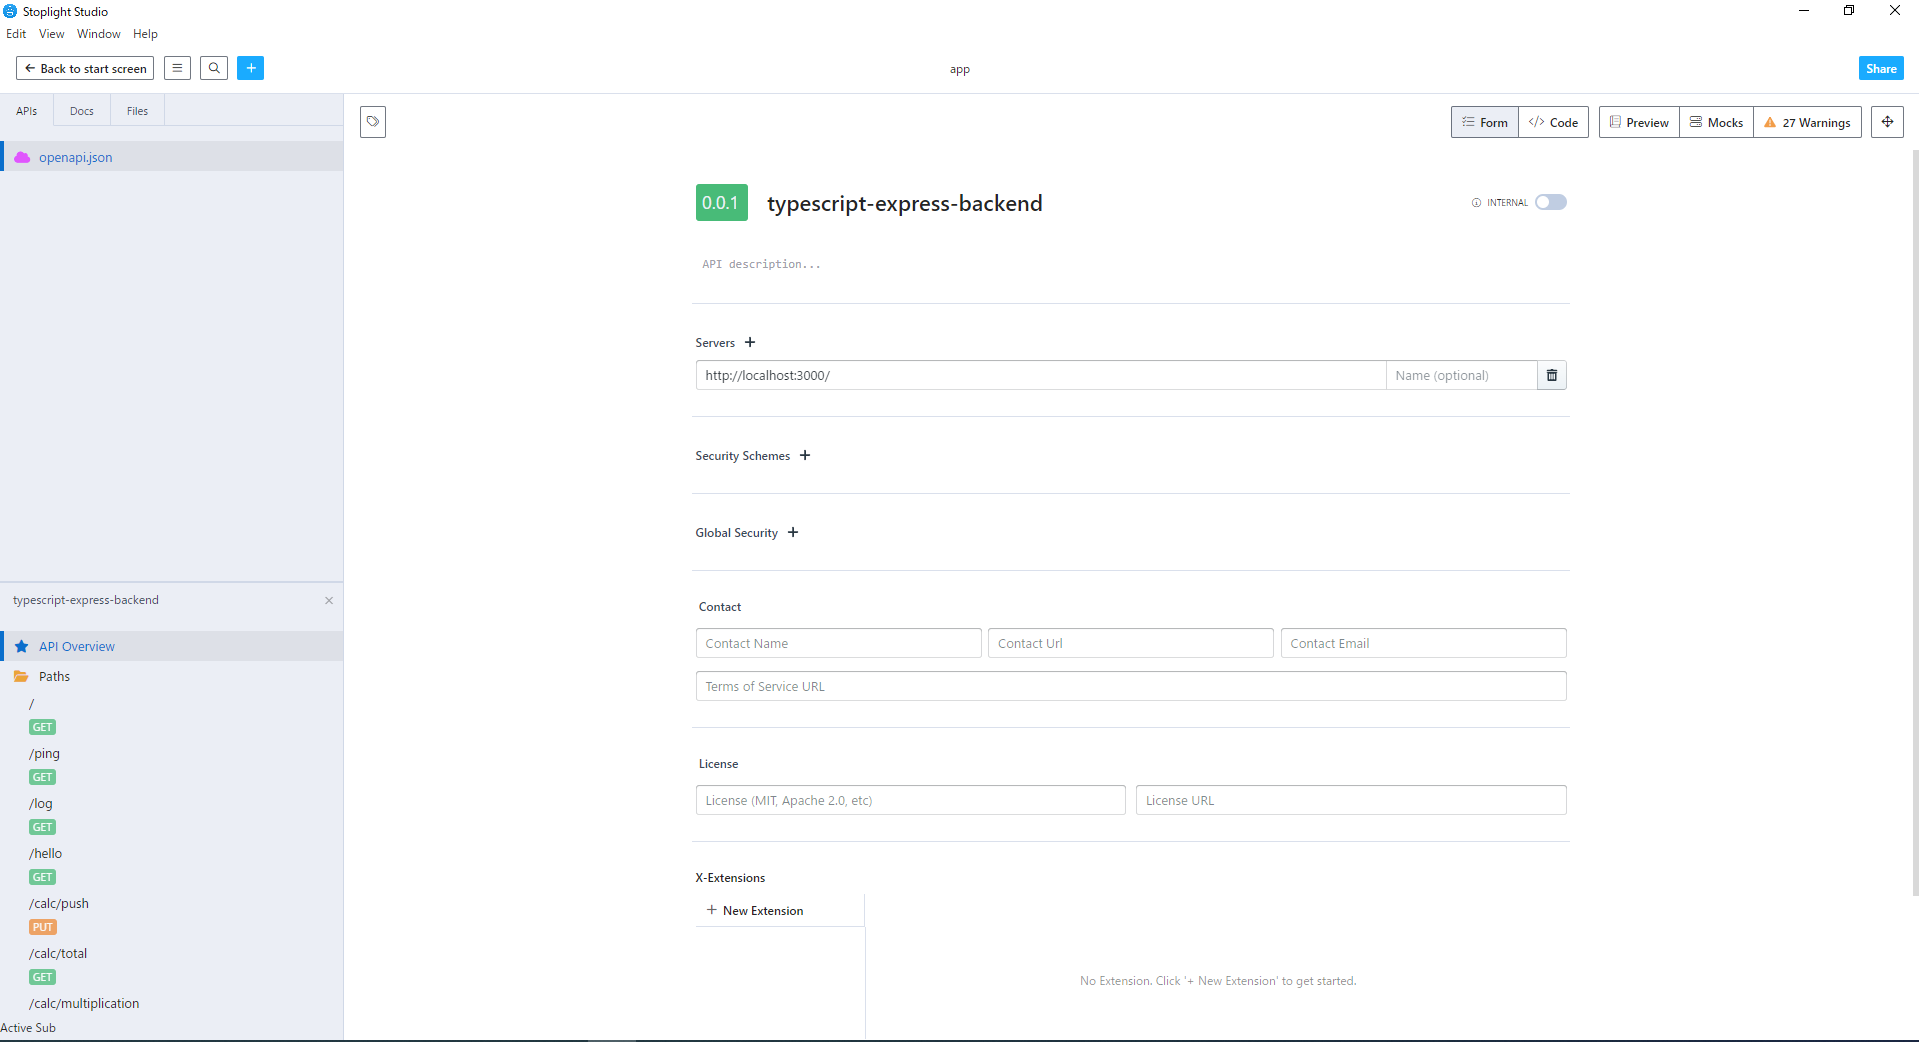 Stoplight Studio
Edit View Window Help
Back to start screen
app
Share
APIs Docs Files
openapi.json
Form
</> Code
Preview
Mocks
27 Warnings
0.0.1 typescript-express-backend
INTERNAL
API description...
Servers
http://localhost:3000/ Name (optional)
Security Schemes
Global Security
Contact
Contact Name Contact Url Contact Email
Terms of Service URL
License
License (MIT, Apache 2.0, etc) License URL
X-Extensions
+ New Extension
No Extension. Click '+ New Extension' to get started.
typescript-express-backend
API Overview
Paths
/
GET
/ping
GET
/log
GET
/hello
GET
/calc/push
PUT
/calc/total
GET
/calc/multiplication
Active Sub